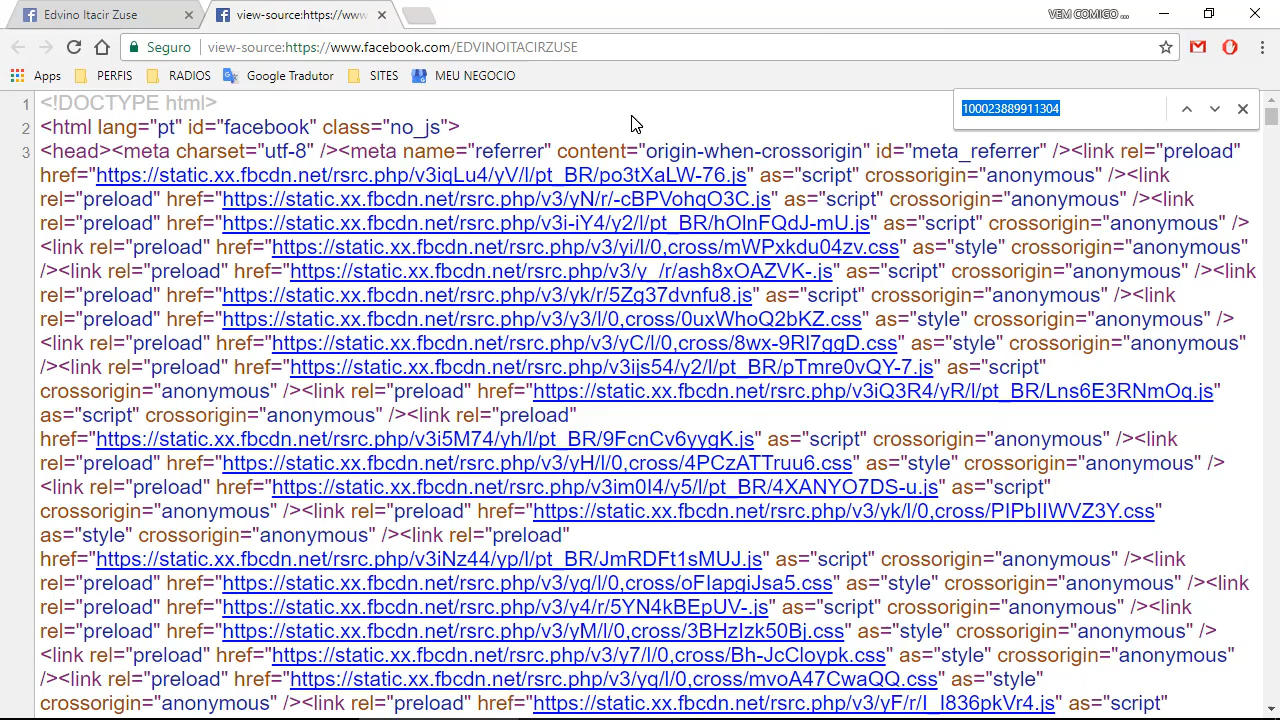 Edvino Itacir Zuse
view-source:https://www
VEM COMIGO ...
Seguro
view-source:https://www.facebook.com/EDVINOITACIRZUSE
Apps PERFIS RADIOS Google Tradutor SITES MEU NEGOCIO
100023889911304
1 <!DOCTYPE html>
2 <html lang="pt" id="facebook" class="no_js">
3 <head><meta charset="utf-8" /><meta name="referrer" content="origin-when-crossorigin" id="meta_referrer" /><link rel="preload"
href="https://static.xx.fbcdn.net/rsrc.php/v3iqLu4/yV/l/pt_BR/po3tXaLW-76.js" as="script" crossorigin="anonymous" /><link
rel="preload" href="https://static.xx.fbcdn.net/rsrc.php/v3/yN/r/-cBPVohqO3C.js" as="script" crossorigin="anonymous" /><link
rel="preload" href="https://static.xx.fbcdn.net/rsrc.php/v3i-iY4/y2/l/pt_BR/hOInFQdJ-mU.js" as="script" crossorigin="anonymous" />
<link rel="preload" href="https://static.xx.fbcdn.net/rsrc.php/v3/yi/l/0,cross/mWPxkdu04zv.css" as="style" crossorigin="anonymous"
/><link rel="preload" href="https://static.xx.fbcdn.net/rsrc.php/v3/y_/r/ash8xOAZVK-.js" as="script" crossorigin="anonymous" /><link
rel="preload" href="https://static.xx.fbcdn.net/rsrc.php/v3/yk/r/5Zg37dvnfu8.js" as="script" crossorigin="anonymous" /><link
rel="preload" href="https://static.xx.fbcdn.net/rsrc.php/v3/y3/l/0,cross/0uxWhoQ2bKZ.css" as="style" crossorigin="anonymous" />
<link rel="preload" href="https://static.xx.fbcdn.net/rsrc.php/v3/yC/l/0,cross/8wx-9Rl7ggD.css" as="style" crossorigin="anonymous"
/><link rel="preload" href="https://static.xx.fbcdn.net/rsrc.php/v3ijs54/y2/l/pt_BR/pTmre0vQY-7.js" as="script"
crossorigin="anonymous" /><link rel="preload" href="https://static.xx.fbcdn.net/rsrc.php/v3iQ3R4/yR/l/pt_BR/Lns6E3RNmOq.js"
as="script" crossorigin="anonymous" /><link rel="preload"
href="https://static.xx.fbcdn.net/rsrc.php/v3i5M74/yh/l/pt_BR/9FcnCv6yygK.js" as="script" crossorigin="anonymous" /><link
rel="preload" href="https://static.xx.fbcdn.net/rsrc.php/v3/yH/l/0,cross/4PCzATTruu6.css" as="style" crossorigin="anonymous" />
<link rel="preload" href="https://static.xx.fbcdn.net/rsrc.php/v3im0I4/y5/l/pt_BR/4XANYO7DS-u.js" as="script"
crossorigin="anonymous" /><link rel="preload" href="https://static.xx.fbcdn.net/rsrc.php/v3/yk/l/0,cross/PIPbIIWVZ3Y.css"
as="style" crossorigin="anonymous" /><link rel="preload"
href="https://static.xx.fbcdn.net/rsrc.php/v3iNz44/yp/l/pt_BR/JmRDFt1sMUJ.js" as="script" crossorigin="anonymous" /><link
rel="preload" href="https://static.xx.fbcdn.net/rsrc.php/v3/yg/l/0,cross/oFIapgiJsa5.css" as="style" crossorigin="anonymous" /><link
rel="preload" href="https://static.xx.fbcdn.net/rsrc.php/v3/y4/r/5YN4kBEpUV-.js" as="script" crossorigin="anonymous" /><link
rel="preload" href="https://static.xx.fbcdn.net/rsrc.php/v3/yM/l/0,cross/3BHzIzk50Bj.css" as="style" crossorigin="anonymous" />
<link rel="preload" href="https://static.xx.fbcdn.net/rsrc.php/v3/y7/l/0,cross/Bh-JcCloypk.css" as="style" crossorigin="anonymous"
/><link rel="preload" href="https://static.xx.fbcdn.net/rsrc.php/v3/yq/l/0,cross/mvoA47CwaQQ.css" as="style"
crossorigin="anonymous" /><link rel="preload" href="https://static.xx.fbcdn.net/rsrc.php/v3/yF/r/I_I836pkVr4.js" as="script"